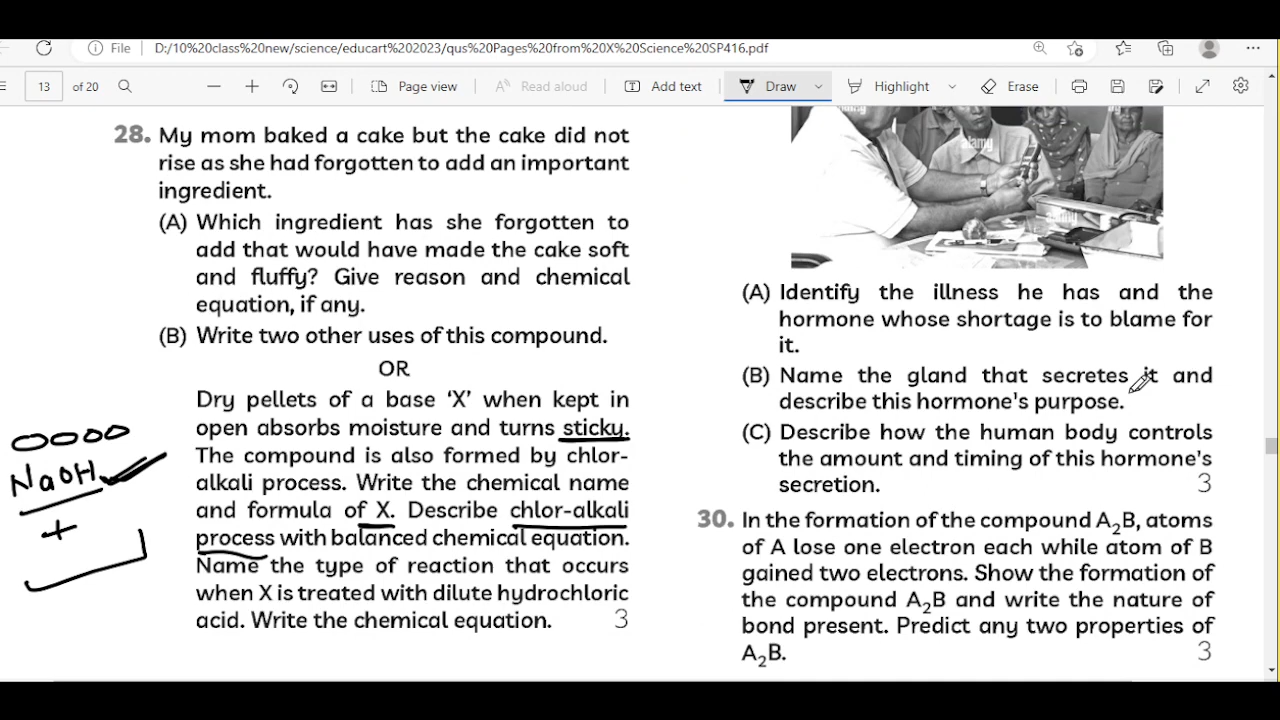 File D:/10%20class%20new/science/educart%202023/qus%20Pages%20from%20X%20Science%20SP416.pdf
13 of 20 Page view Read aloud Add text Draw Highlight Erase
28. My mom baked a cake but the cake did not
rise as she had forgotten to add an important
ingredient.
(A) Which ingredient has she forgotten to
add that would have made the cake soft
and fluffy? Give reason and chemical
equation, if any.
(B) Write two other uses of this compound.
OR
Dry pellets of a base ‘X’ when kept in
open absorbs moisture and turns sticky.
The compound is also formed by chlor-
alkali process. Write the chemical name
and formula of X. Describe chlor-alkali
process with balanced chemical equation.
Name the type of reaction that occurs
when X is treated with dilute hydrochloric
acid. Write the chemical equation. 3
NaOH
+
alamy
alamy
(A) Identify the illness he has and the
hormone whose shortage is to blame for
it.
(B) Name the gland that secretes it and
describe this hormone's purpose.
(C) Describe how the human body controls
the amount and timing of this hormone's
secretion. 3
30. In the formation of the compound A₂B, atoms
of A lose one electron each while atom of B
gained two electrons. Show the formation of
the compound A₂B and write the nature of
bond present. Predict any two properties of
A₂B. 3